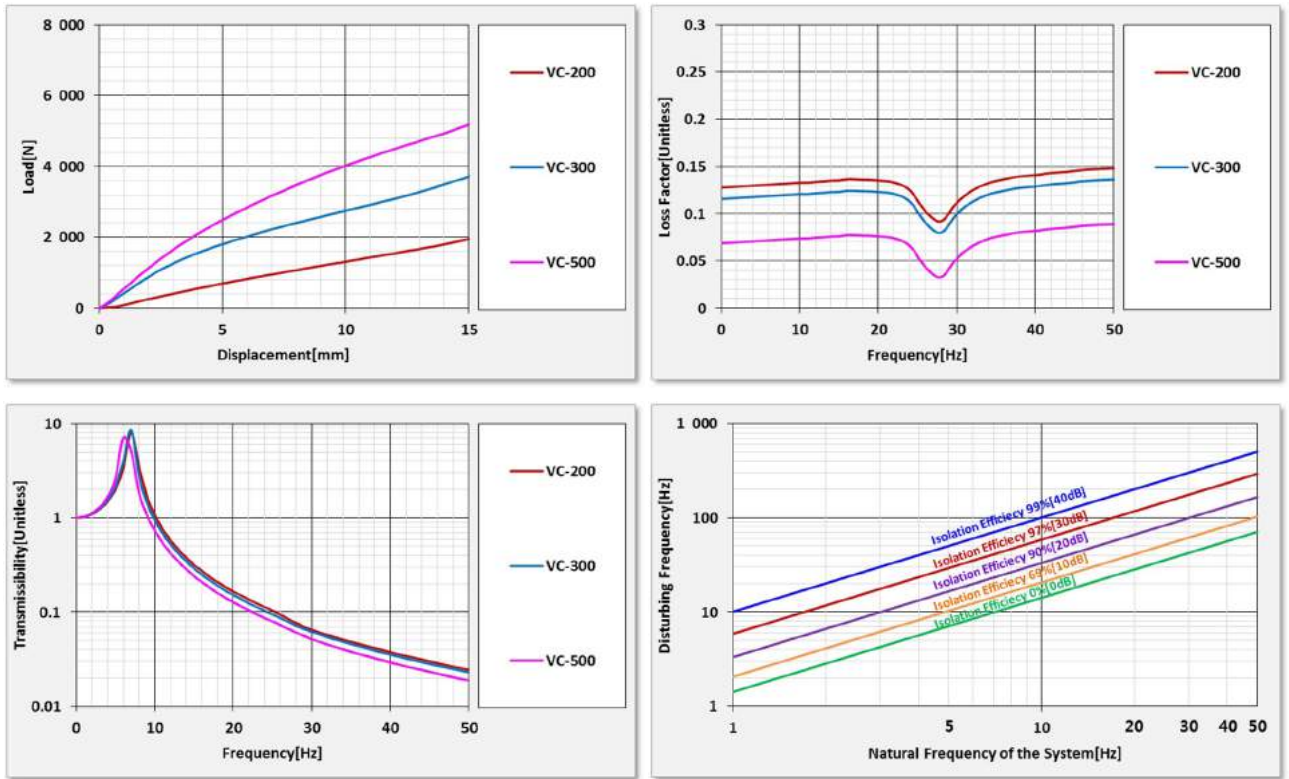 8 000
6 000
4 000
2 000
0
0
5
10
15
Load[N]
Displacement[mm]
VC-200
VC-300
VC-500
0.3
0.25
0.2
0.15
0.1
0.05
0
0
10
20
30
40
50
Loss Factor[Unitless]
Frequency[Hz]
VC-200
VC-300
VC-500
10
1
0.1
0.01
0
10
20
30
40
50
Transmissibility[Unitless]
Frequency[Hz]
VC-200
VC-300
VC-500
1 000
100
10
1
1
5
10
20
30
40
50
Disturbing Frequency[Hz]
Natural Frequency of the System[Hz]
Isolation Efficiecy 99%[40dB]
Isolation Efficiecy 97%[30dB]
Isolation Efficiecy 90%[20dB]
Isolation Efficiecy 69%[10dB]
Isolation Efficiecy 0%[0dB]